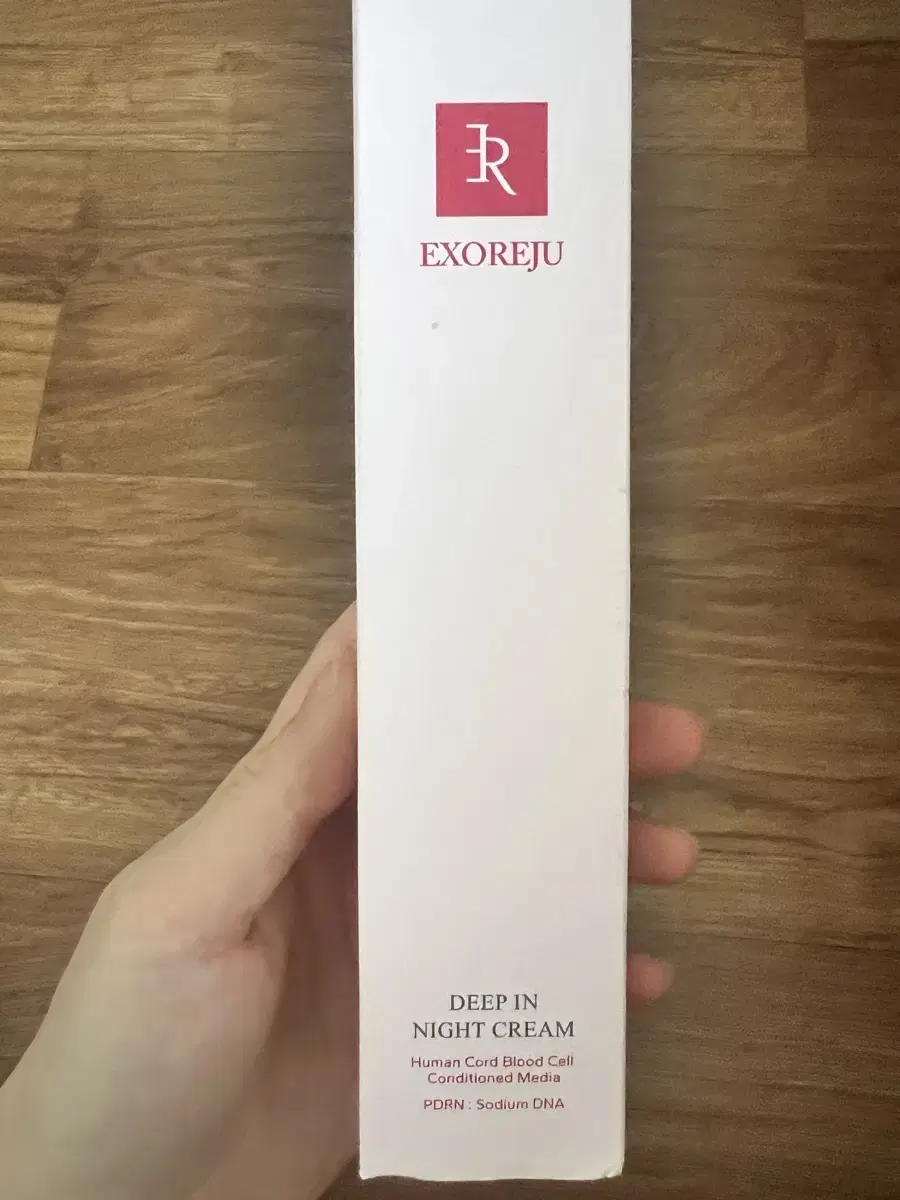 ER
EXOREJU
DEEP IN
NIGHT CREAM
Human Cord Blood Cell
Conditioned Media
PDRN : Sodium DNA